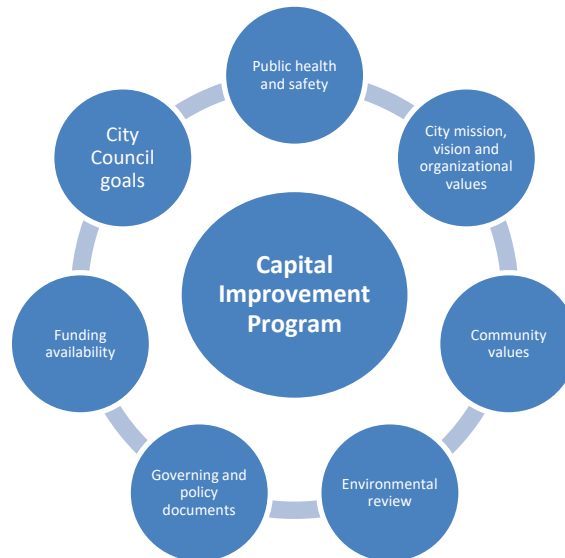 Public health
and safety
City mission,
vision and
organizational
values
Community
values
Environmental
review
Governing and
policy
documents
Funding
availability
City
Council
goals
Capital
Improvement
Program